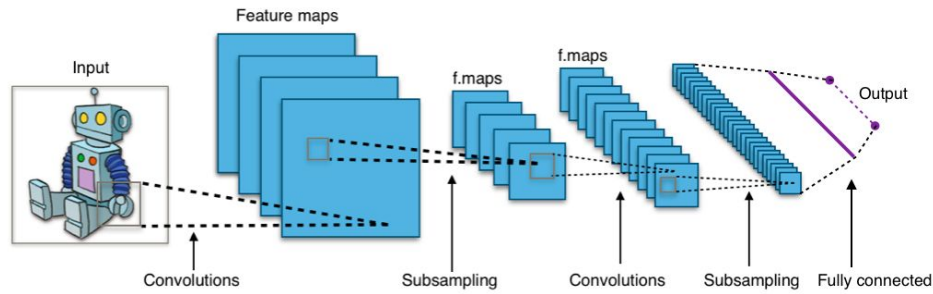 Feature maps
Input
f.maps
f.maps
Output
Convolutions
Subsampling
Convolutions
Subsampling
Fully connected